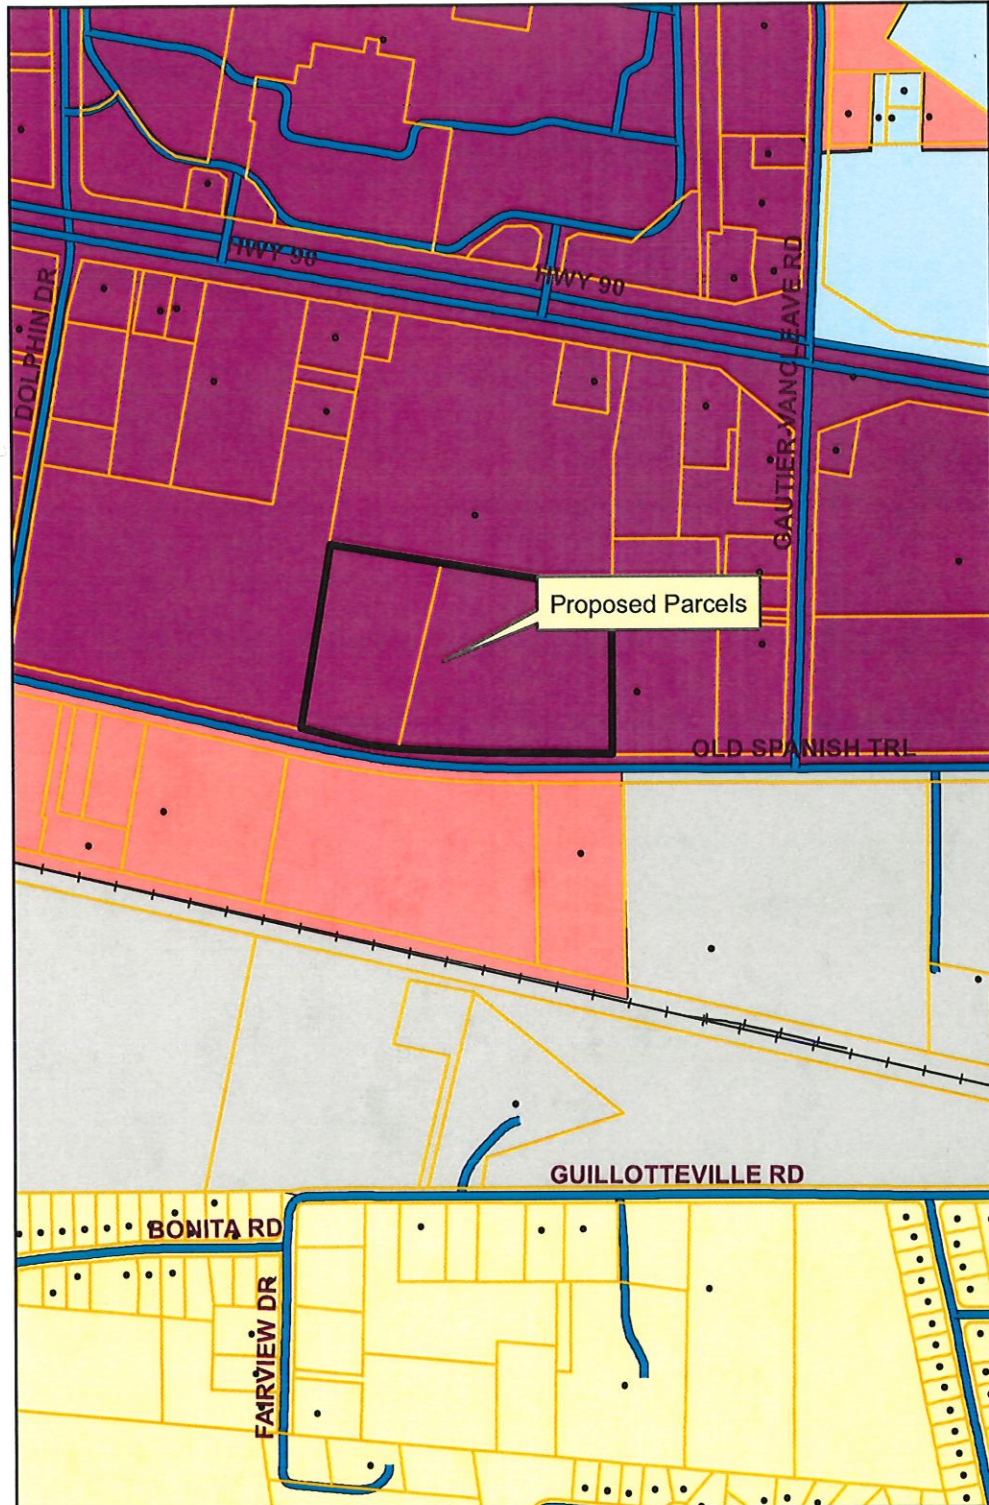 HWY 90
HWY 90
DOLPHIN DR
GAUTIER-VANCLEAVE RD
Proposed Parcels
OLD SPANISH TRL
GUILLOTTEVILLE RD
BONITA RD
FAIRVIEW DR